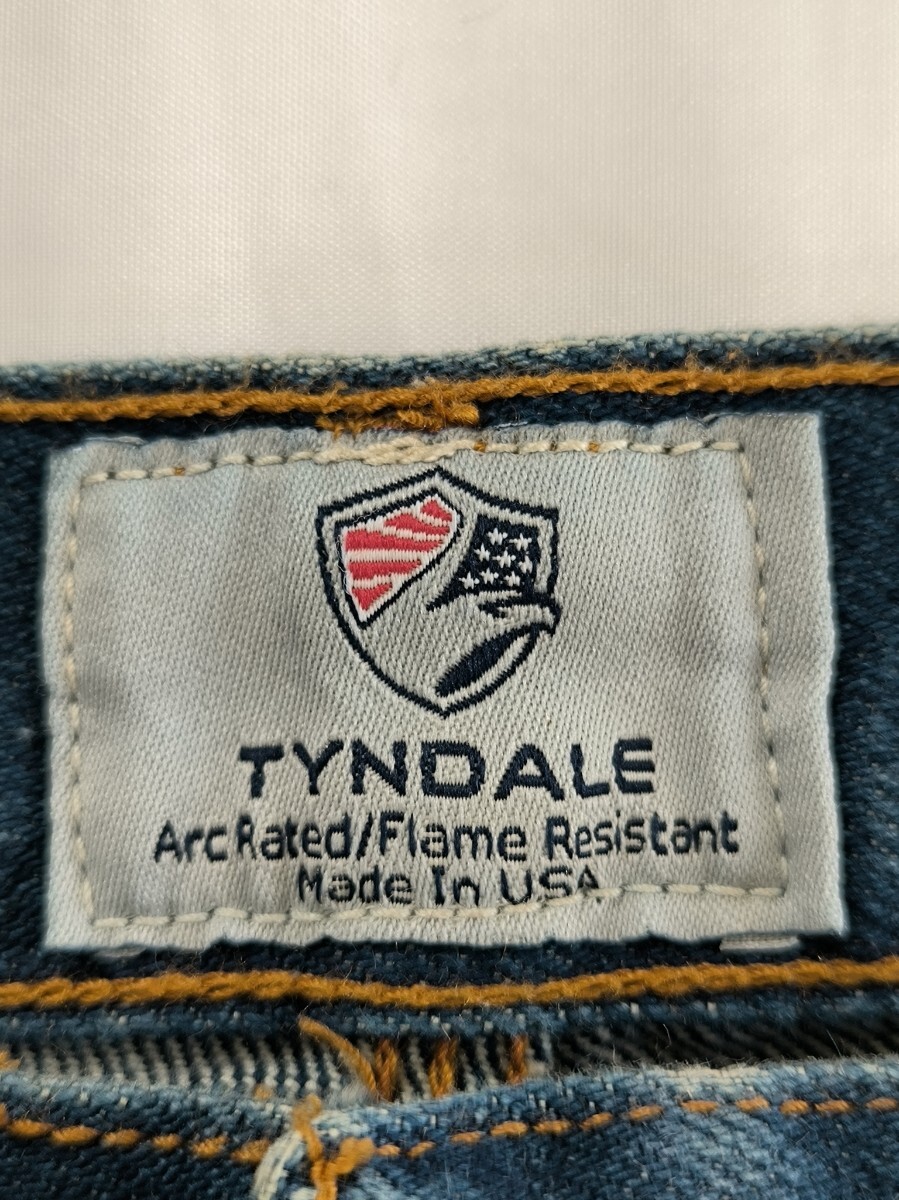 TYNDALE
Arc Rated/Flame Resistant
Made In USA